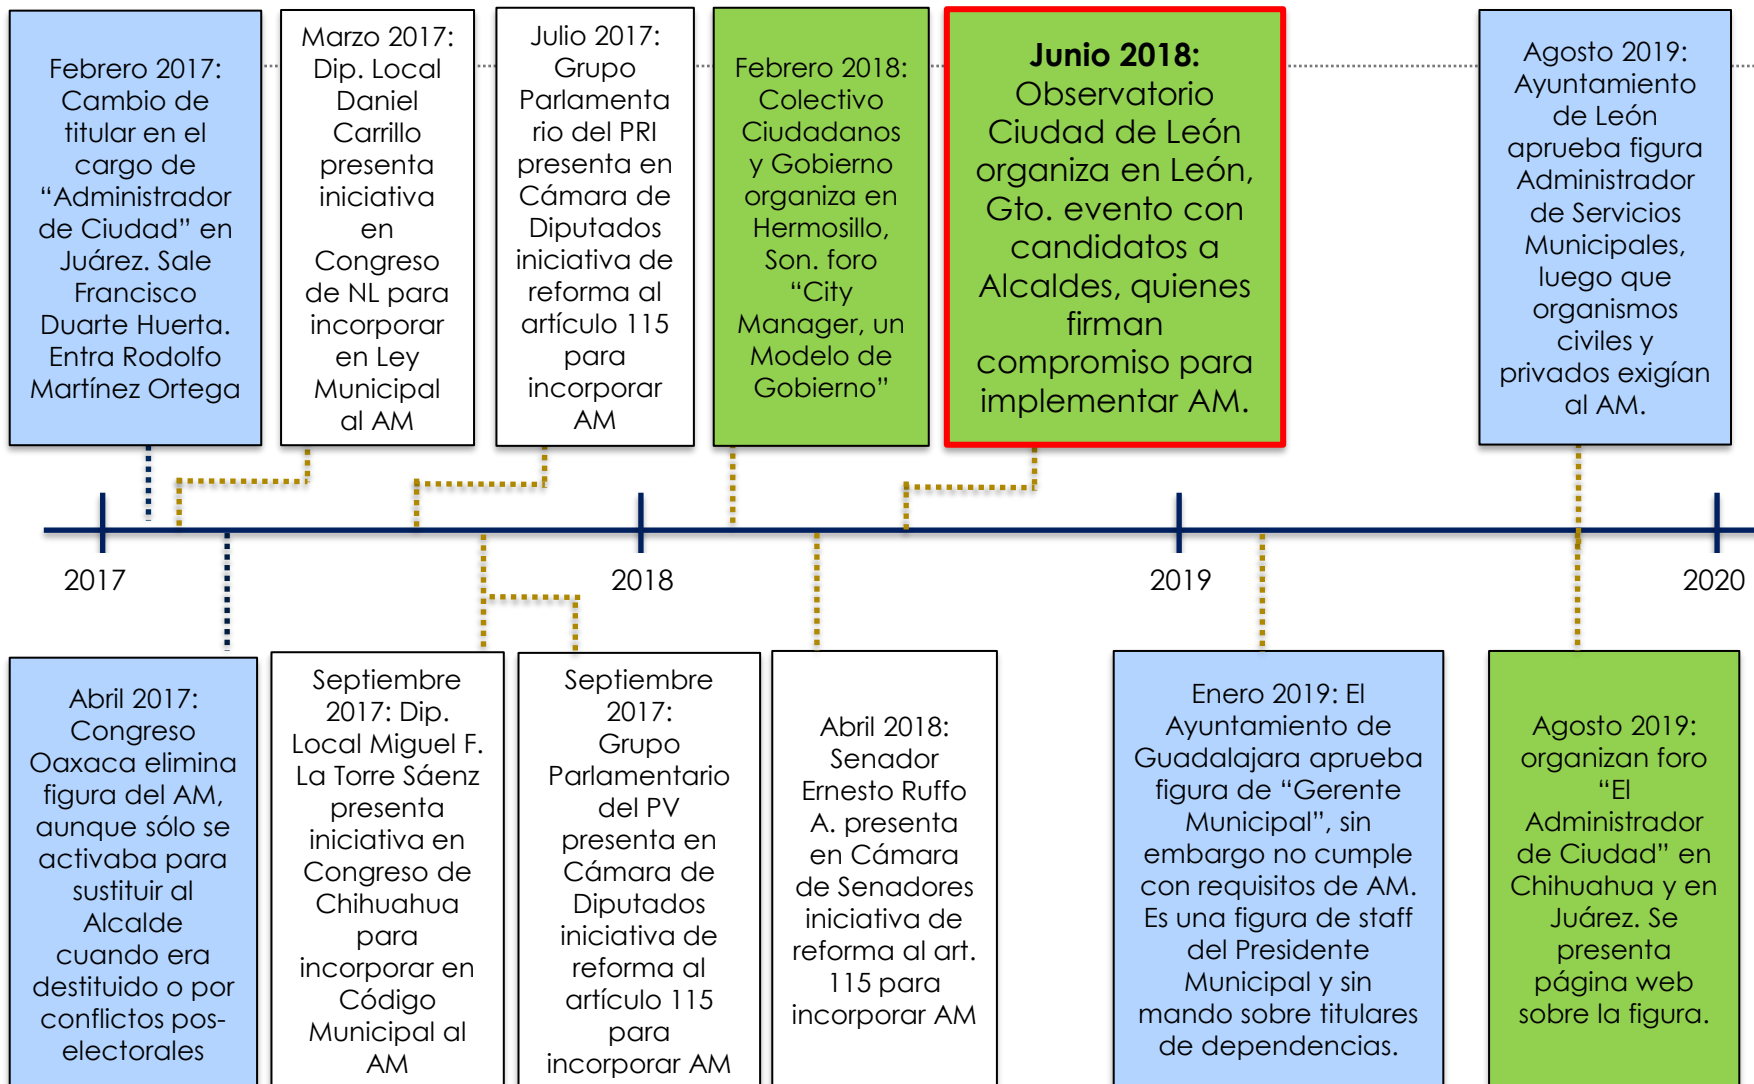 Febrero 2017:
Cambio de
titular en el
cargo de
“Administrador
de Ciudad” en
Juárez. Sale
Francisco
Duarte Huerta.
Entra Rodolfo
Martínez Ortega
Marzo 2017:
Dip. Local
Daniel
Carrillo
presenta
iniciativa
en
Congreso
de NL para
incorporar
en Ley
Municipal
al AM
Julio 2017:
Grupo
Parlamenta
rio del PRI
presenta en
Cámara de
Diputados
iniciativa de
reforma al
artículo 115
para
incorporar
AM
Febrero 2018:
Colectivo
Ciudadanos
y Gobierno
organiza en
Hermosillo,
Son. foro
“City
Manager, un
Modelo de
Gobierno”
Junio 2018:
Observatorio
Ciudad de León
organiza en León,
Gto. evento con
candidatos a
Alcaldes, quienes
firman
compromiso para
implementar AM.
Agosto 2019:
Ayuntamiento
de León
aprueba figura
Administrador
de Servicios
Municipales,
luego que
organismos
civiles y
privados exigían
al AM.
2017
2018
2019
2020
Abril 2017:
Congreso
Oaxaca elimina
figura del AM,
aunque sólo se
activaba para
sustituir al
Alcalde
cuando era
destituido o por
conflictos pos-
electorales
Septiembre
2017: Dip.
Local Miguel F.
La Torre Sáenz
presenta
iniciativa en
Congreso de
Chihuahua
para
incorporar en
Código
Municipal al
AM
Septiembre
2017:
Grupo
Parlamentario
del PV
presenta en
Cámara de
Diputados
iniciativa de
reforma al
artículo 115
para
incorporar AM
Abril 2018:
Senador
Ernesto Ruffo
A. presenta
en Cámara
de Senadores
iniciativa de
reforma al art.
115 para
incorporar AM
Enero 2019: El
Ayuntamiento de
Guadalajara aprueba
figura de “Gerente
Municipal”, sin
embargo no cumple
con requisitos de AM.
Es una figura de staff
del Presidente
Municipal y sin
mando sobre titulares
de dependencias.
Agosto 2019:
organizan foro
“El
Administrador
de Ciudad” en
Chihuahua y en
Juárez. Se
presenta
página web
sobre la figura.